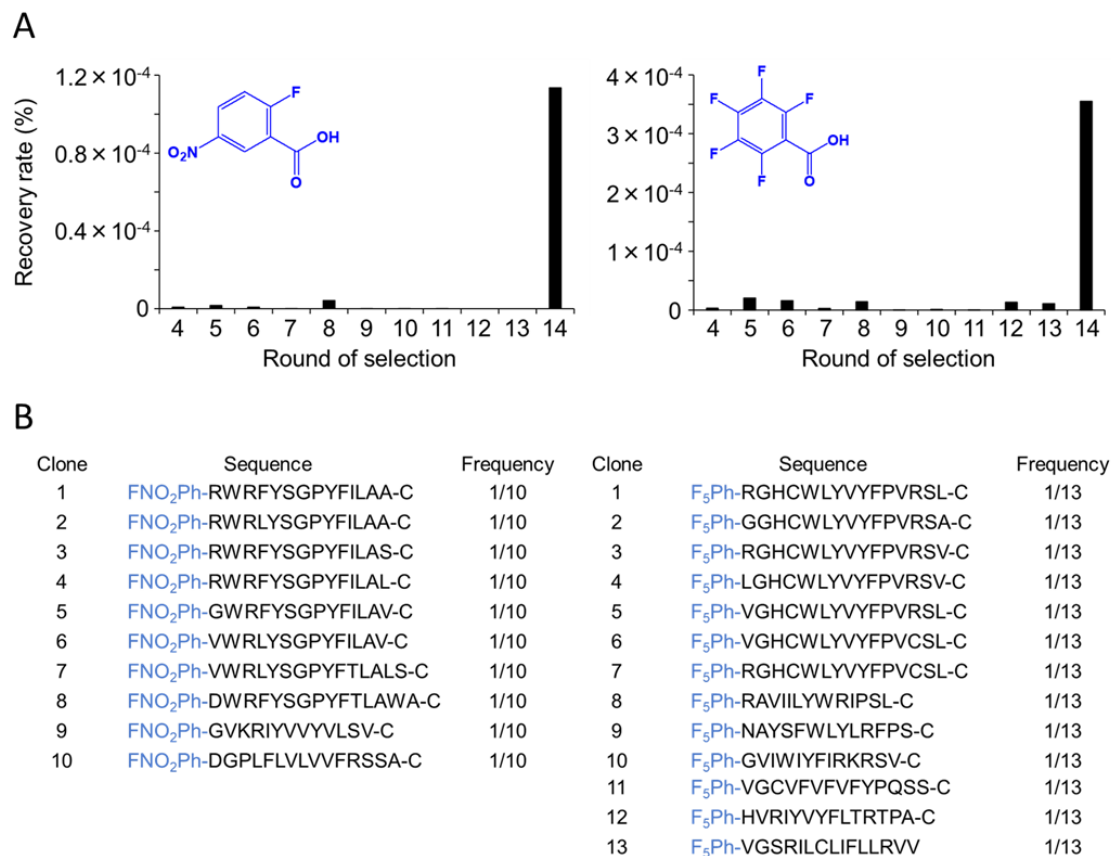 A
Recovery rate (%)
1.2 × 10⁻⁴
0.8 × 10⁻⁴
0.4 × 10⁻⁴
0
F
OH
O₂N
O
4 5 6 7 8 9 10 11 12 13 14
Round of selection
4 × 10⁻⁴
3 × 10⁻⁴
2 × 10⁻⁴
1 × 10⁻⁴
0
F
F
F
OH
F
O
F
4 5 6 7 8 9 10 11 12 13 14
Round of selection
B
Clone Sequence Frequency
1 FNO₂Ph-RWRFYSGPYFILAA-C 1/10
2 FNO₂Ph-RWRLYSGPYFILAA-C 1/10
3 FNO₂Ph-RWRFYSGPYFILAS-C 1/10
4 FNO₂Ph-RWRFYSGPYFILAL-C 1/10
5 FNO₂Ph-GWRFYSGPYFILAV-C 1/10
6 FNO₂Ph-VWRLYSGPYFILAV-C 1/10
7 FNO₂Ph-VWRLYSGPYFTLALS-C 1/10
8 FNO₂Ph-DWRFYSGPYFTLAWA-C 1/10
9 FNO₂Ph-GVKRIYVVYVLSV-C 1/10
10 FNO₂Ph-DGPLFLVLVVFRSSA-C 1/10
Clone Sequence Frequency
1 F₅Ph-RGHCWLYVYFPVRSL-C 1/13
2 F₅Ph-GGHCWLYVYFPVRSA-C 1/13
3 F₅Ph-RGHCWLYVYFPVRSV-C 1/13
4 F₅Ph-LGHCWLYVYFPVRSV-C 1/13
5 F₅Ph-VGHCWLYVYFPVRSL-C 1/13
6 F₅Ph-VGHCWLYVYFPVCSL-C 1/13
7 F₅Ph-RGHCWLYVYFPVCSL-C 1/13
8 F₅Ph-RAVIILYWRIPSL-C 1/13
9 F₅Ph-NAYSFWLYLRFPS-C 1/13
10 F₅Ph-GVIWIYFIRKRSV-C 1/13
11 F₅Ph-VGCVFVFVFYPQSS-C 1/13
12 F₅Ph-HVRIYVYFLTRTPA-C 1/13
13 F₅Ph-VGSRILCLIFLLRVV 1/13